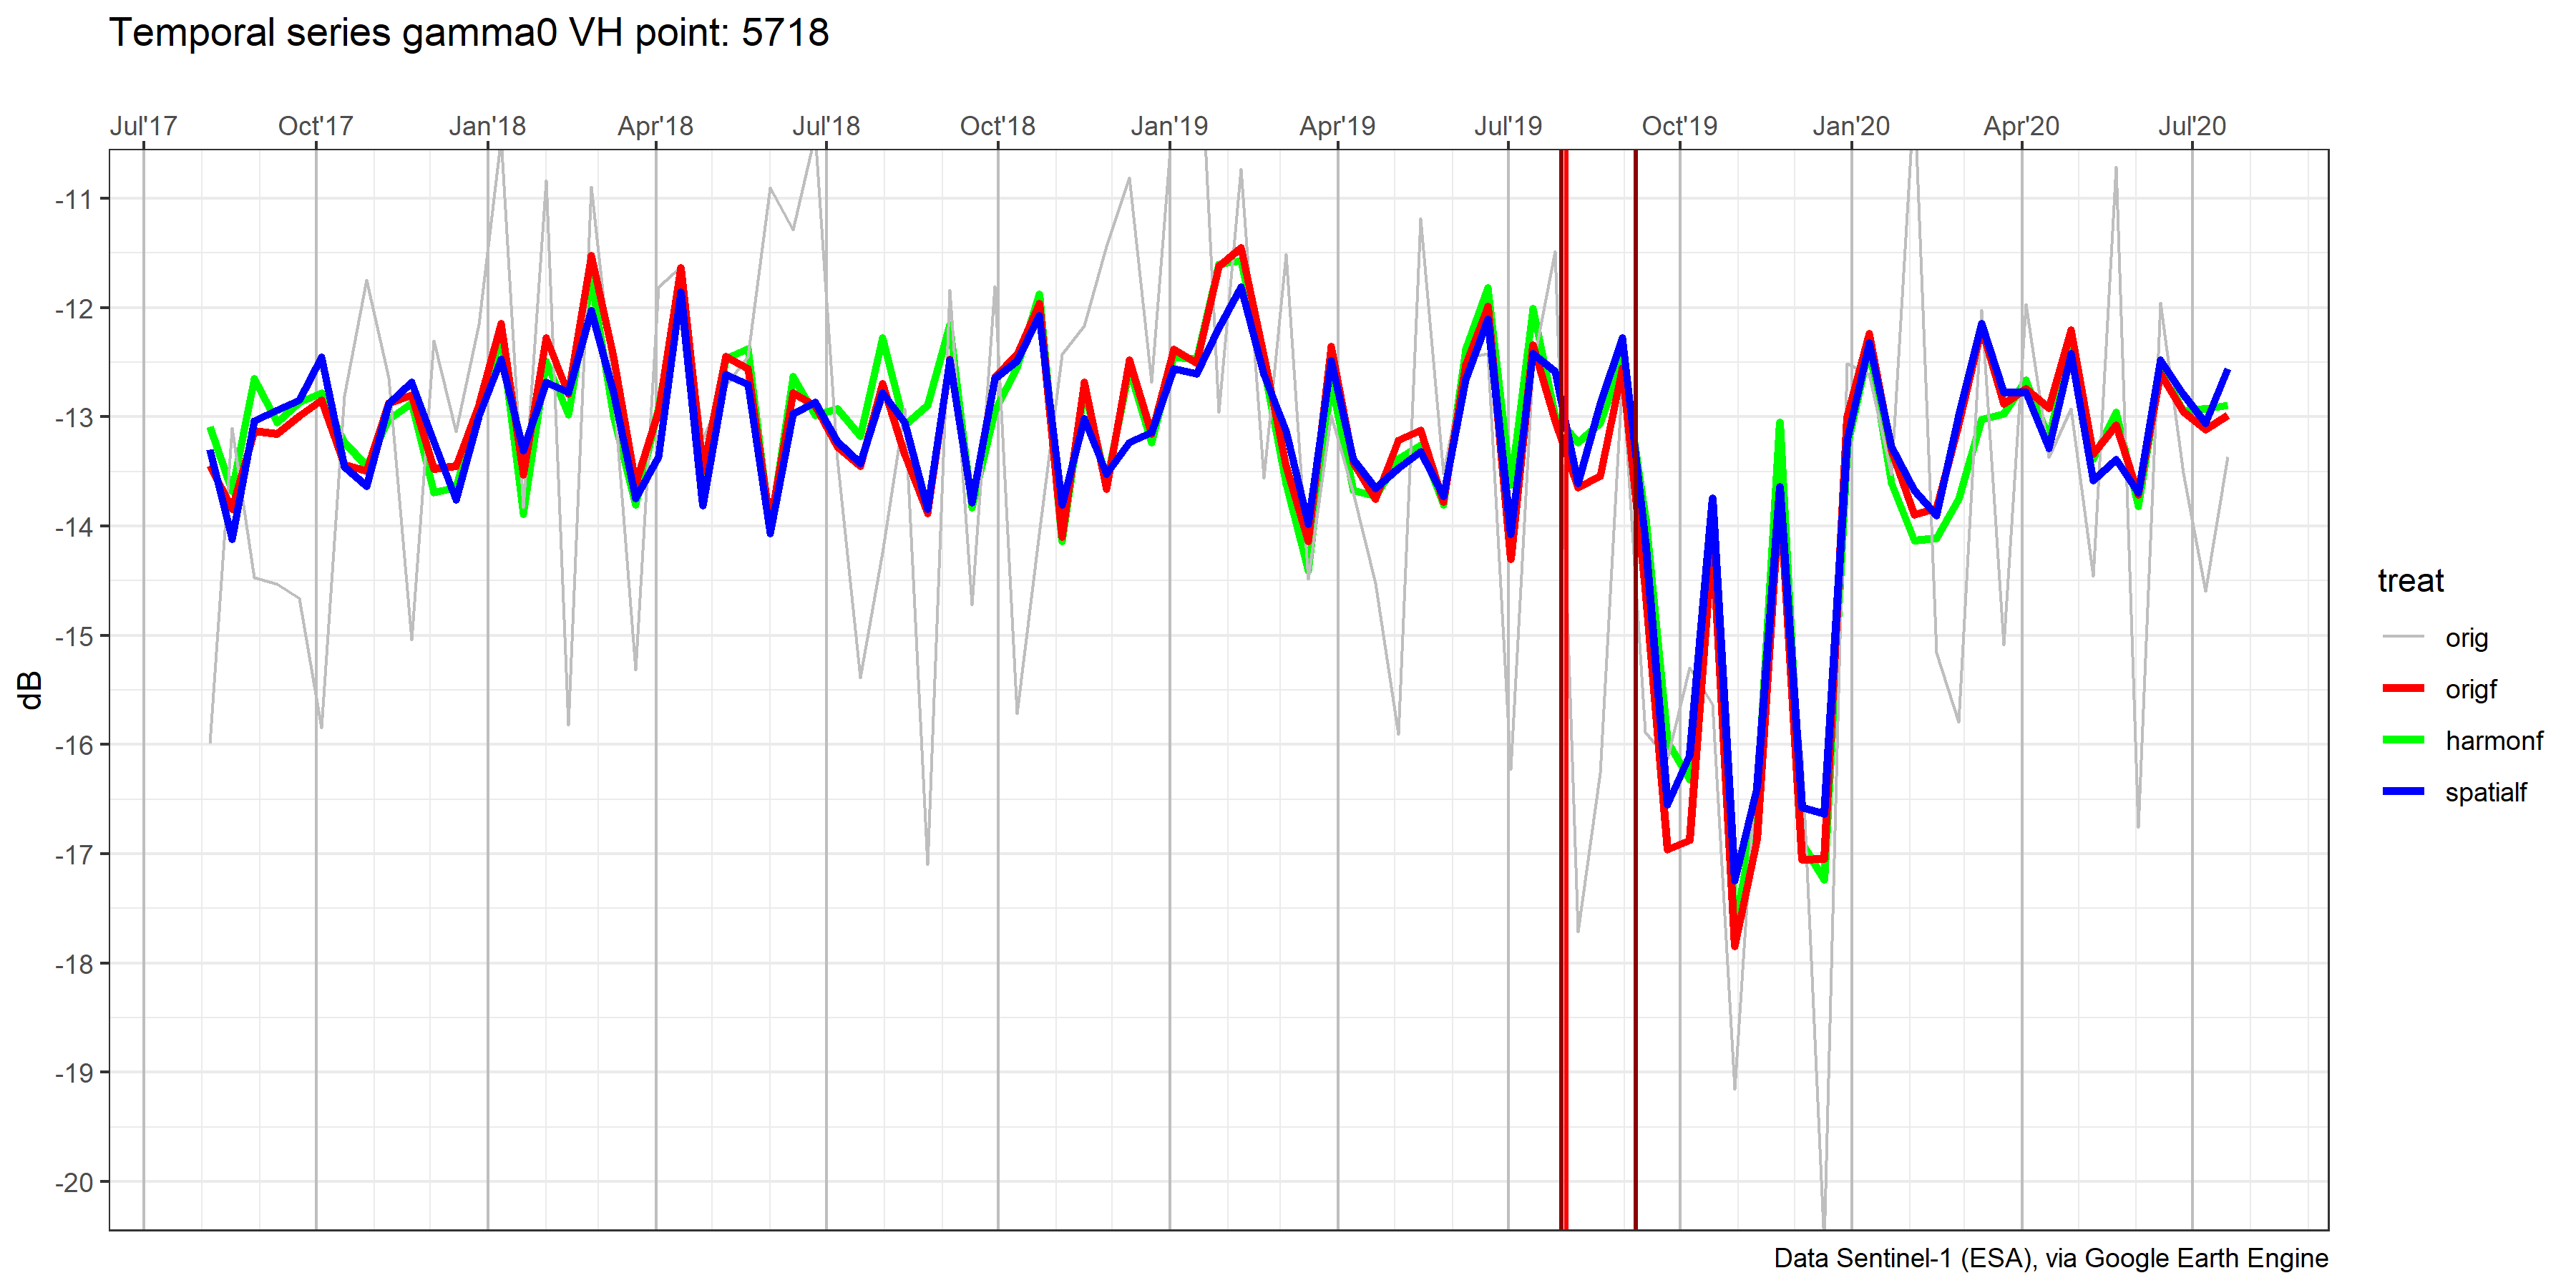 Temporal series gamma0 VH point: 5718
Jul'17 Oct'17 Jan'18 Apr'18 Jul'18 Oct'18 Jan'19 Apr'19 Jul'19 Oct'19 Jan'20 Apr'20 Jul'20
-11
-12
-13
-14
-15
-16
-17
-18
-19
-20
dB
treat
orig
origf
harmonf
spatialf
Data Sentinel-1 (ESA), via Google Earth Engine